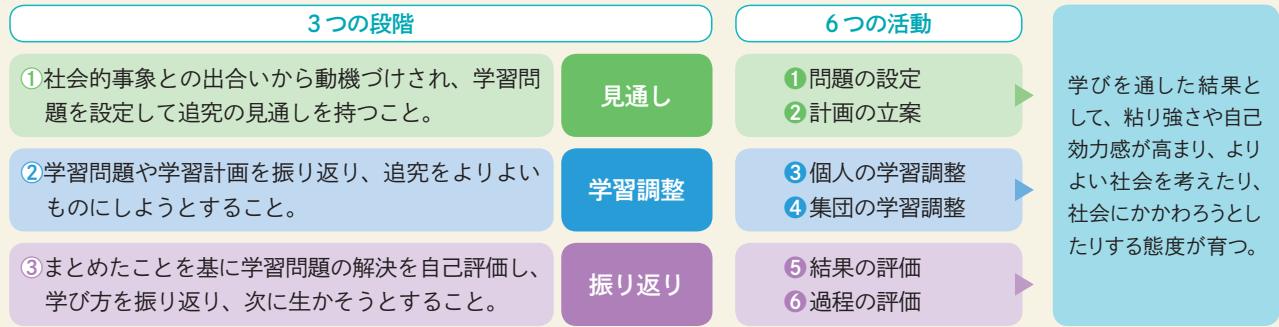 3つの段階
6つの活動
①社会的事象との出合いから動機づけされ、学習問
題を設定して追究の見通しを持つこと。
見通し
❶問題の設定
❷計画の立案
②学習問題や学習計画を振り返り、追究をよりよい
ものにしようとすること。
学習調整
❸個人の学習調整
❹集団の学習調整
③まとめたことを基に学習問題の解決を自己評価し、
学び方を振り返り、次に生かそうとすること。
振り返り
❺結果の評価
❻過程の評価
学びを通した結果と
して、粘り強さや自己
効力感が高まり、より
よい社会を考えたり、
社会にかかわろうとし
たりする態度が育つ。